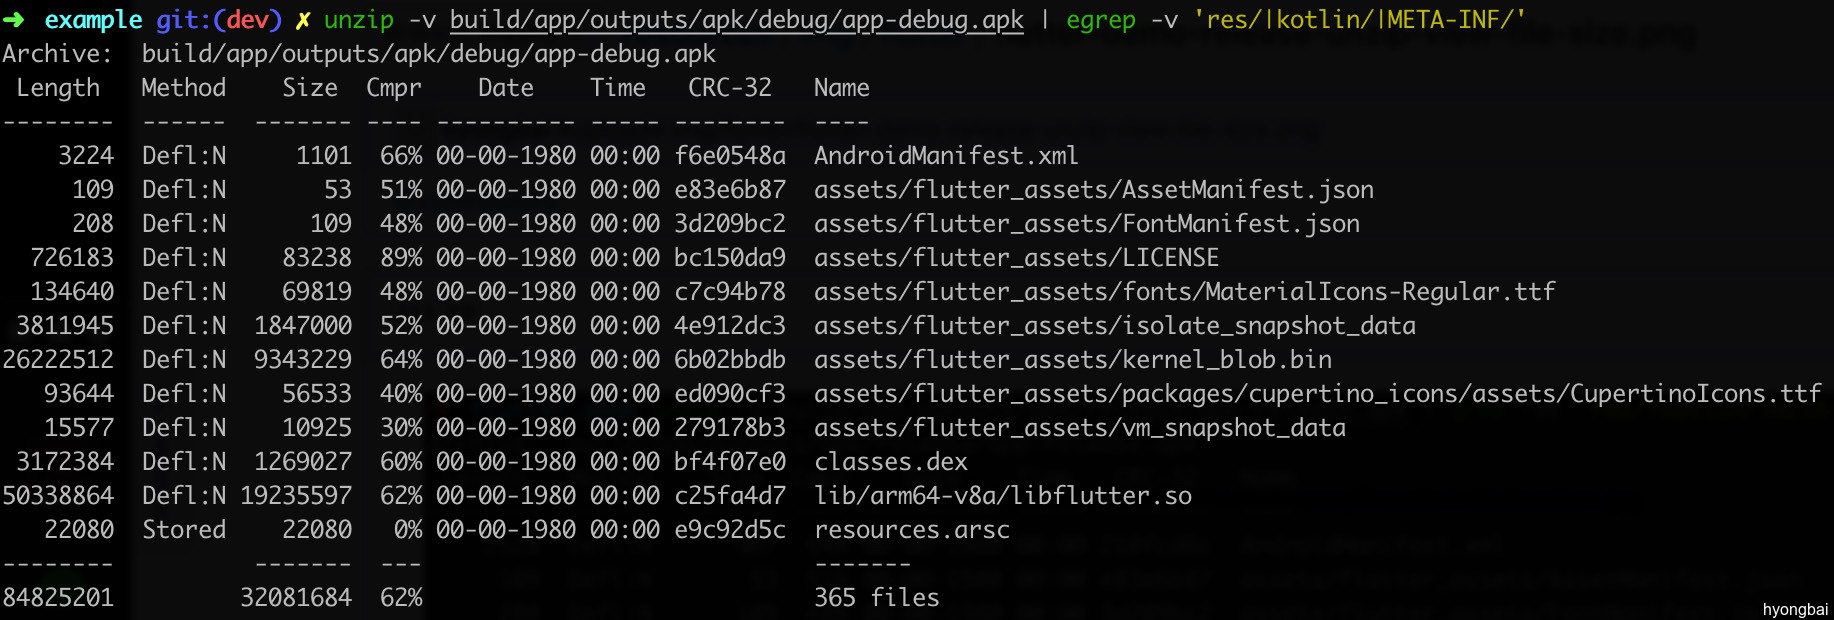 ➜ example git:(dev) ✗ unzip -v build/app/outputs/apk/debug/app-debug.apk | egrep -v 'res/|kotlin/|META-INF/'
Archive:  build/app/outputs/apk/debug/app-debug.apk
 Length   Method    Size  Cmpr    Date    Time   CRC-32   Name
--------  ------  ------- ---- ---------- ----- --------  ----
    3224  Defl:N     1101  66% 00-00-1980 00:00 f6e0548a  AndroidManifest.xml
     109  Defl:N       53  51% 00-00-1980 00:00 e83e6b87  assets/flutter_assets/AssetManifest.json
     208  Defl:N      109  48% 00-00-1980 00:00 3d209bc2  assets/flutter_assets/FontManifest.json
  726183  Defl:N    83238  89% 00-00-1980 00:00 bc150da9  assets/flutter_assets/LICENSE
  134640  Defl:N    69819  48% 00-00-1980 00:00 c7c94b78  assets/flutter_assets/fonts/MaterialIcons-Regular.ttf
 3811945  Defl:N  1847000  52% 00-00-1980 00:00 4e912dc3  assets/flutter_assets/isolate_snapshot_data
26222512  Defl:N  9343229  64% 00-00-1980 00:00 6b02bbdb  assets/flutter_assets/kernel_blob.bin
   93644  Defl:N    56533  40% 00-00-1980 00:00 ed090cf3  assets/flutter_assets/packages/cupertino_icons/assets/CupertinoIcons.ttf
   15577  Defl:N    10925  30% 00-00-1980 00:00 279178b3  assets/flutter_assets/vm_snapshot_data
 3172384  Defl:N  1269027  60% 00-00-1980 00:00 bf4f07e0  classes.dex
50338864  Defl:N 19235597  62% 00-00-1980 00:00 c25fa4d7  lib/arm64-v8a/libflutter.so
   22080  Stored    22080   0% 00-00-1980 00:00 e9c92d5c  resources.arsc
--------          -------  ---                            -------
84825201         32081684  62%                            365 files
hyongbai